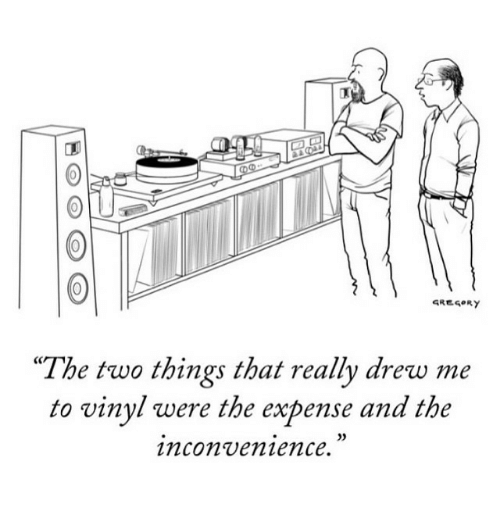 GREGORY
“The two things that really drew me
to vinyl were the expense and the
inconvenience.”